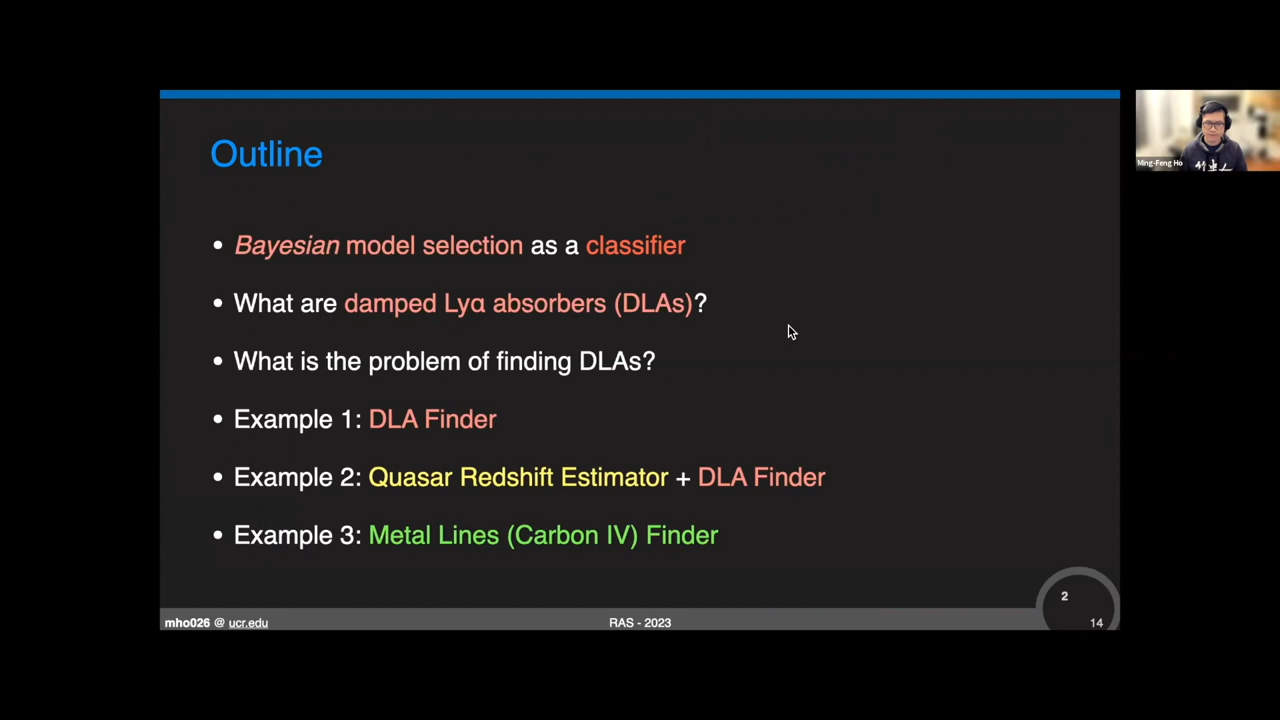 Outline
• Bayesian model selection as a classifier
• What are damped Lyα absorbers (DLAs)?
• What is the problem of finding DLAs?
• Example 1: DLA Finder
• Example 2: Quasar Redshift Estimator + DLA Finder
• Example 3: Metal Lines (Carbon IV) Finder
2
mho026 @ ucr.edu
RAS - 2023
14
Ming-Feng Ho